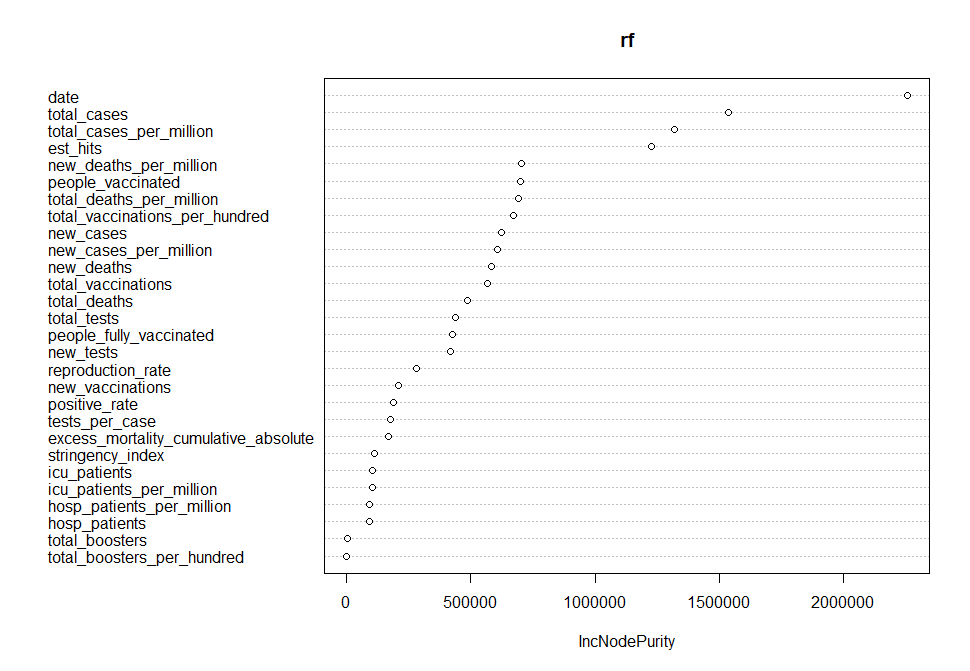 rf
date
total_cases
total_cases_per_million
est_hits
new_deaths_per_million
people_vaccinated
total_deaths_per_million
total_vaccinations_per_hundred
new_cases
new_cases_per_million
new_deaths
total_vaccinations
total_deaths
total_tests
people_fully_vaccinated
new_tests
reproduction_rate
new_vaccinations
positive_rate
tests_per_case
excess_mortality_cumulative_absolute
stringency_index
icu_patients
icu_patients_per_million
hosp_patients_per_million
hosp_patients
total_boosters
total_boosters_per_hundred
0 500000 1000000 1500000 2000000
IncNodePurity